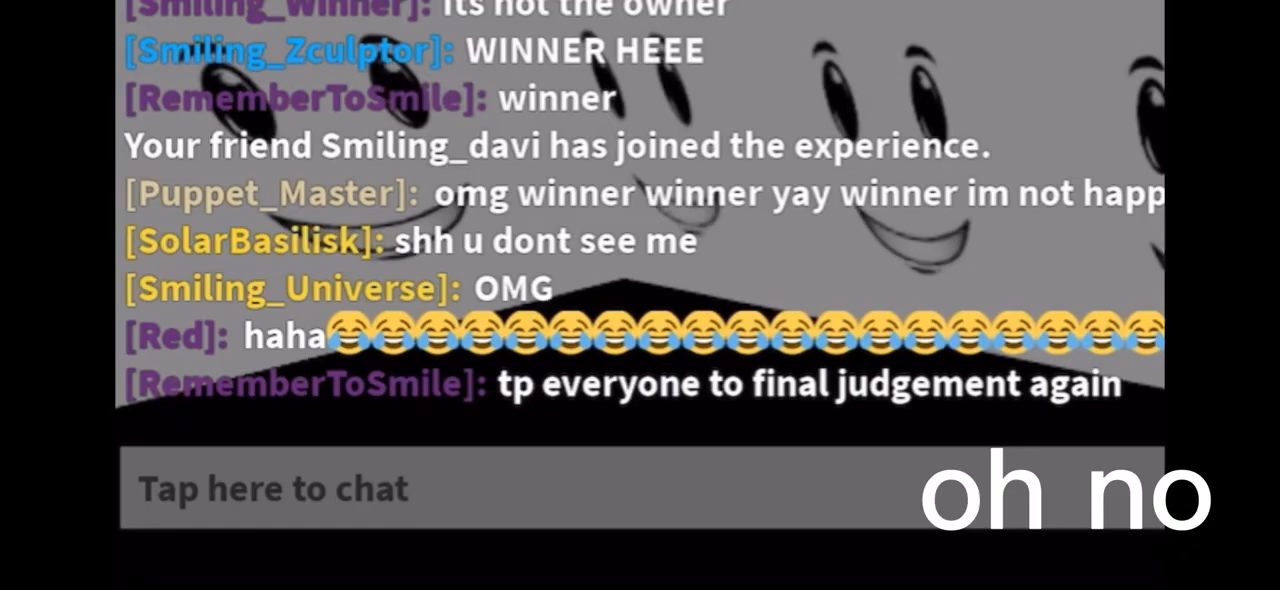 [Smiling_Winner]: its not the owner
[Smiling_Zculptor]: WINNER HEEE
[RememberToSmile]: winner
Your friend Smiling_davi has joined the experience.
[Puppet_Master]: omg winner winner yay winner im not happ
[SolarBasilisk]: shh u dont see me
[Smiling_Universe]: OMG
[Red]: haha😂😂😂😂😂😂😂😂😂😂😂😂😂😂😂😂😂😂😂
[RememberToSmile]: tp everyone to final judgement again
Tap here to chat
oh no